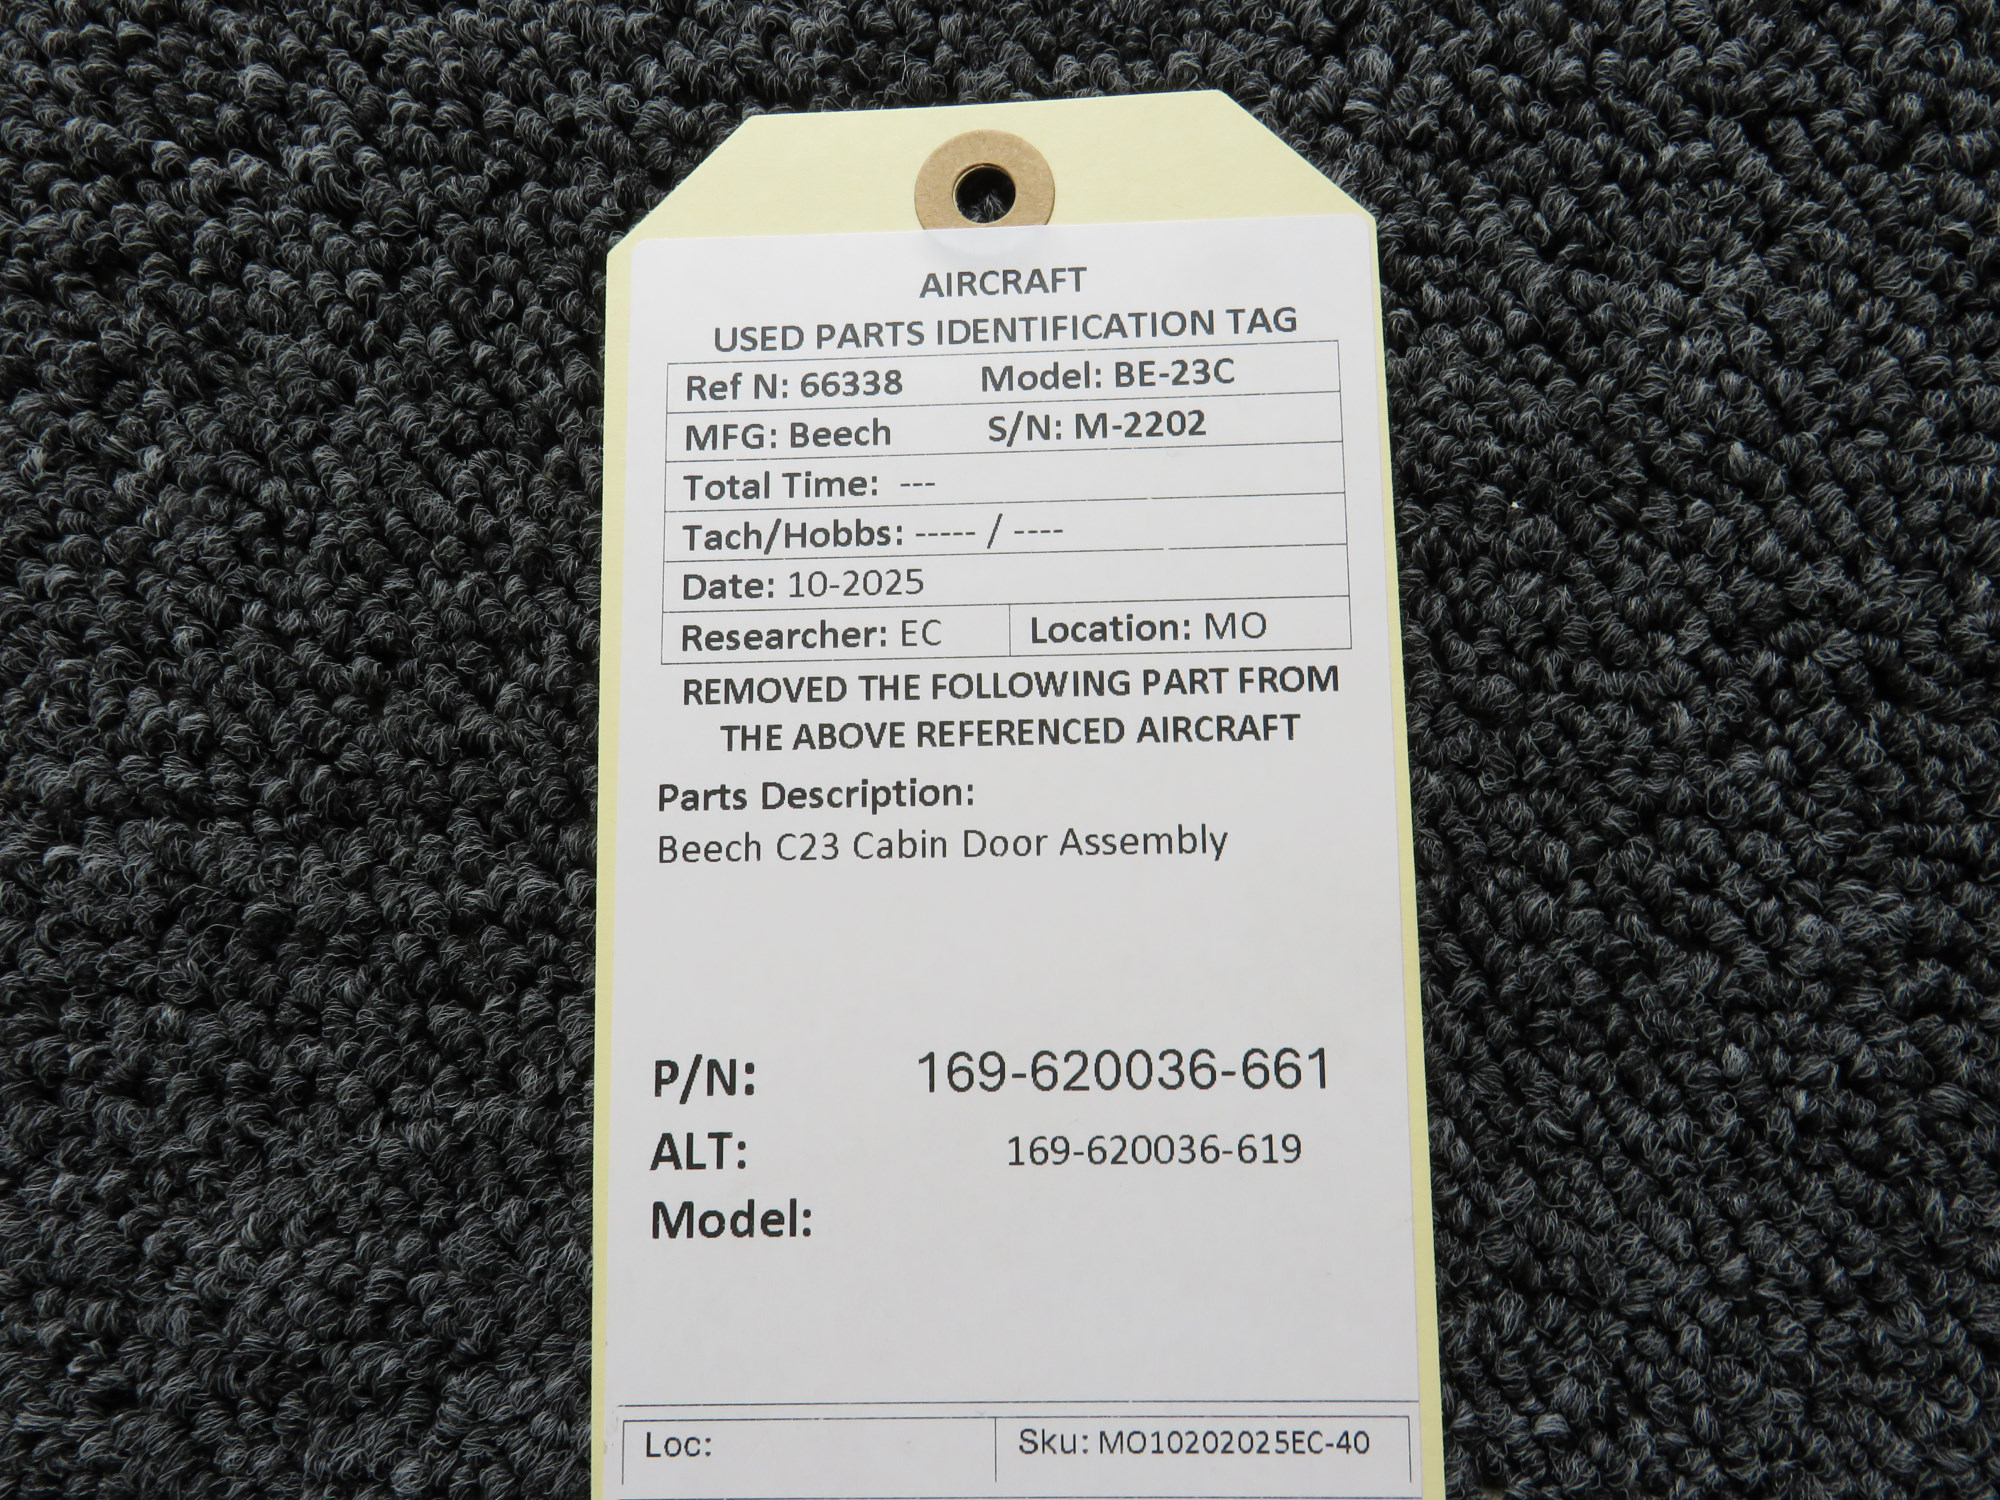 AIRCRAFT
USED PARTS IDENTIFICATION TAG
Ref N: 66338 Model: BE-23C
MFG: Beech S/N: M-2202
Total Time: ---
Tach/Hobbs: ----- / ----
Date: 10-2025
Researcher: EC Location: MO
REMOVED THE FOLLOWING PART FROM
THE ABOVE REFERENCED AIRCRAFT
Parts Description:
Beech C23 Cabin Door Assembly
P/N: 169-620036-661
ALT: 169-620036-619
Model:
Loc: Sku: MO10202025EC-40